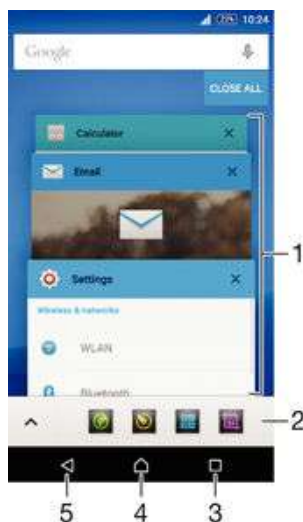 10:24
Google
CLOSE ALL
Calculator
Email
Settings
Wireless & networks
WLAN
Bluetooth
1
2
5 4 3